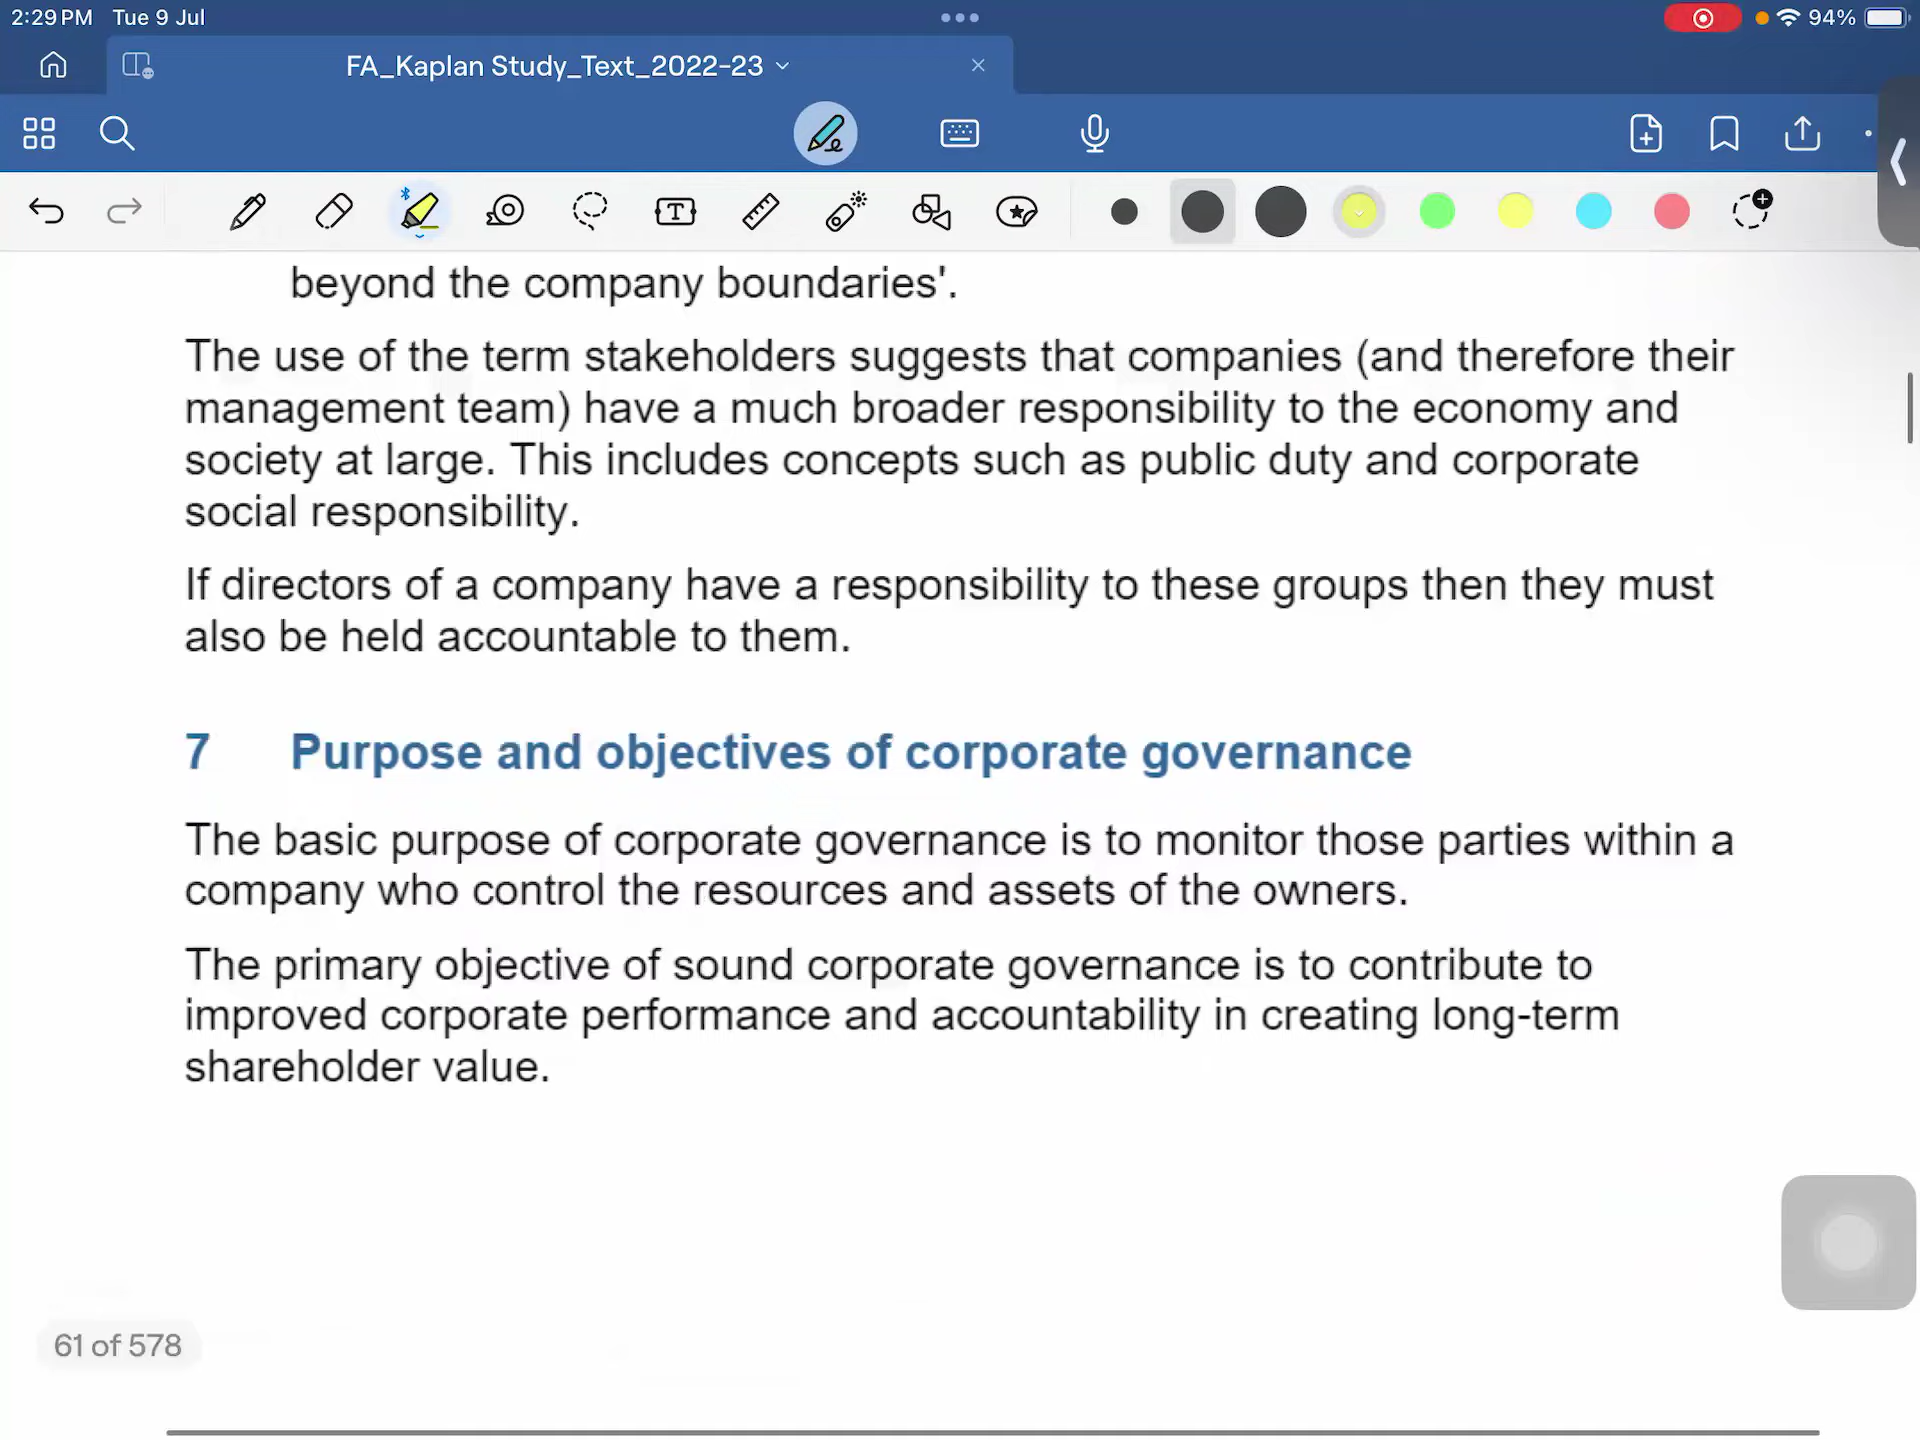 2:29 PM Tue 9 Jul
94%
FA_Kaplan Study_Text_2022-23
beyond the company boundaries'.
The use of the term stakeholders suggests that companies (and therefore their
management team) have a much broader responsibility to the economy and
society at large. This includes concepts such as public duty and corporate
social responsibility.
If directors of a company have a responsibility to these groups then they must
also be held accountable to them.
7 Purpose and objectives of corporate governance
The basic purpose of corporate governance is to monitor those parties within a
company who control the resources and assets of the owners.
The primary objective of sound corporate governance is to contribute to
improved corporate performance and accountability in creating long-term
shareholder value.
61 of 578